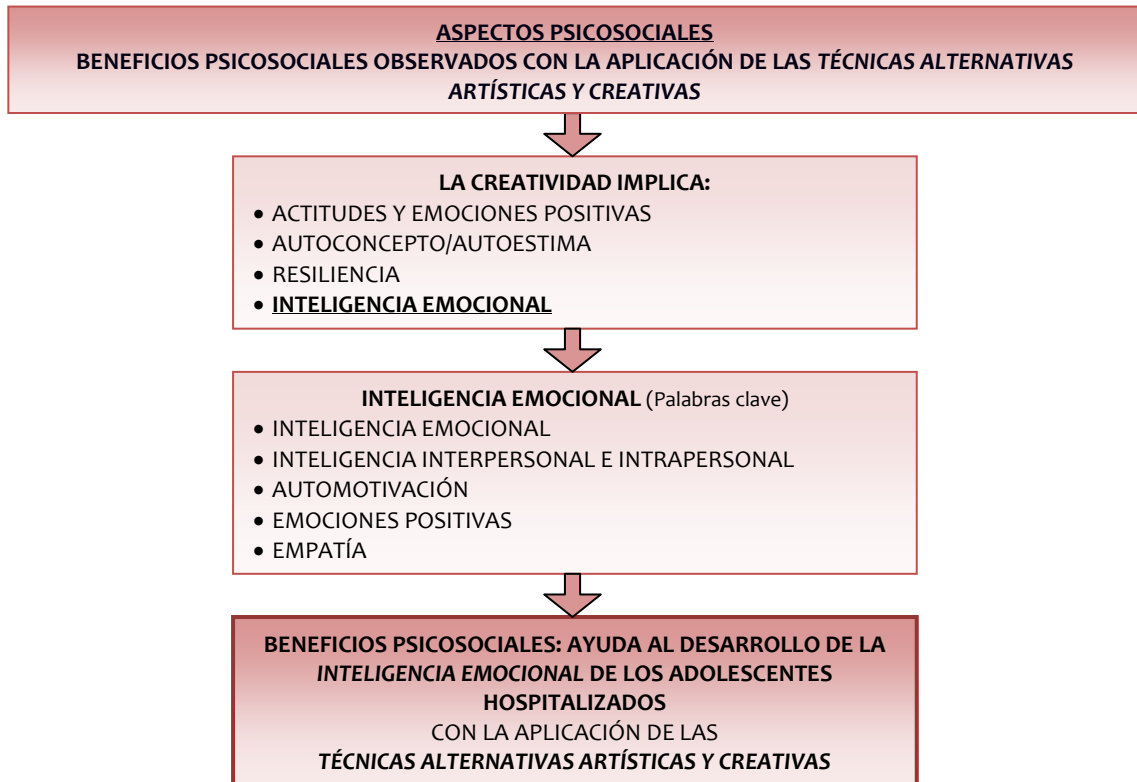 ASPECTOS PSICOSOCIALES
BENEFICIOS PSICOSOCIALES OBSERVADOS CON LA APLICACIÓN DE LAS TÉCNICAS ALTERNATIVAS
ARTÍSTICAS Y CREATIVAS
LA CREATIVIDAD IMPLICA:
• ACTITUDES Y EMOCIONES POSITIVAS
• AUTOCONCEPTO/AUTOESTIMA
• RESILIENCIA
• INTELIGENCIA EMOCIONAL
INTELIGENCIA EMOCIONAL (Palabras clave)
• INTELIGENCIA EMOCIONAL
• INTELIGENCIA INTERPERSONAL E INTRAPERSONAL
• AUTOMOTIVACIÓN
• EMOCIONES POSITIVAS
• EMPATÍA
BENEFICIOS PSICOSOCIALES: AYUDA AL DESARROLLO DE LA
INTELIGENCIA EMOCIONAL DE LOS ADOLESCENTES
HOSPITALIZADOS
CON LA APLICACIÓN DE LAS
TÉCNICAS ALTERNATIVAS ARTÍSTICAS Y CREATIVAS